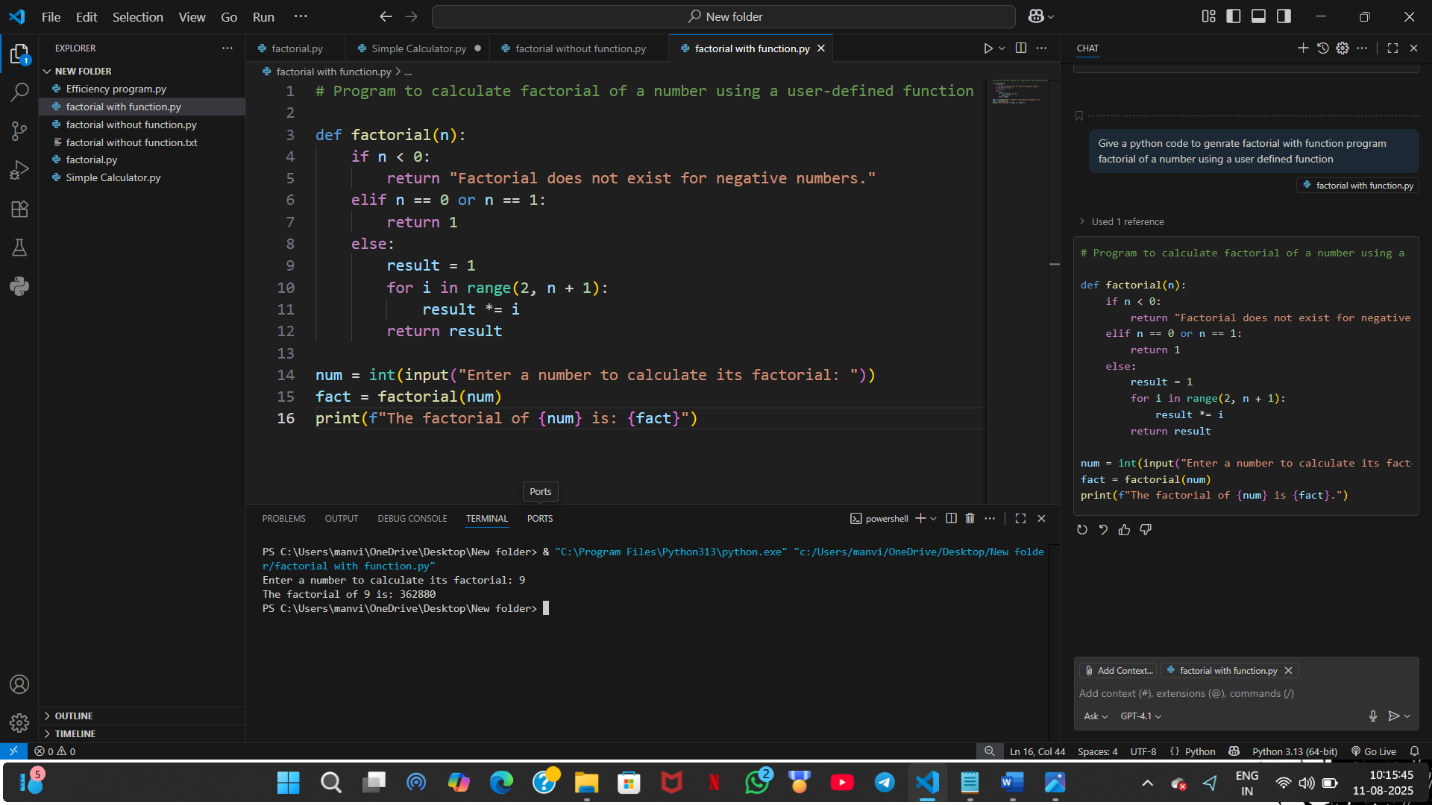 File Edit Selection View Go Run ···
New folder
EXPLORER
NEW FOLDER
Efficiency program.py
factorial with function.py
factorial without function.py
factorial without function.txt
factorial.py
Simple Calculator.py
OUTLINE
TIMELINE
factorial.py
Simple Calculator.py
factorial without function.py
factorial with function.py
factorial with function.py > ...
1 # Program to calculate factorial of a number using a user-defined function
2
3 def factorial(n):
4 if n < 0:
5 return "Factorial does not exist for negative numbers."
6 elif n == 0 or n == 1:
7 return 1
8 else:
9 result = 1
10 for i in range(2, n + 1):
11 result *= i
12 return result
13
14 num = int(input("Enter a number to calculate its factorial: "))
15 fact = factorial(num)
16 print(f"The factorial of {num} is: {fact}")
Ports
PROBLEMS OUTPUT DEBUG CONSOLE TERMINAL PORTS
powershell
PS C:\Users\manvi\OneDrive\Desktop\New folder> & "C:\Program Files\Python313\python.exe" "c:/Users/manvi/OneDrive/Desktop/New folde
r/factorial with function.py"
Enter a number to calculate its factorial: 9
The factorial of 9 is: 362880
PS C:\Users\manvi\OneDrive\Desktop\New folder>
CHAT
Give a python code to genrate factorial with function program
factorial of a number using a user defined function
factorial with function.py
Used 1 reference
# Program to calculate factorial of a number using a
def factorial(n):
if n < 0:
return "Factorial does not exist for negative
elif n == 0 or n == 1:
return 1
else:
result = 1
for i in range(2, n + 1):
result *= i
return result
num = int(input("Enter a number to calculate its fact
fact = factorial(num)
print(f"The factorial of {num} is {fact}.")
Add Context... factorial with function.py
Add context (#), extensions (@), commands (/)
Ask GPT-4.1
0 0
Ln 16, Col 44 Spaces: 4 UTF-8 {} Python Python 3.13 (64-bit) Go Live
1
5
2
ENG
IN
10:15:45
11-08-2025